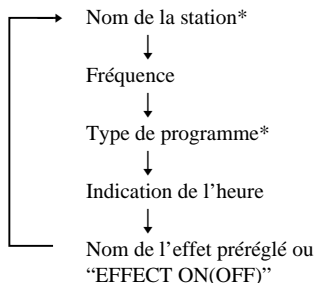 Nom de la station*
Fréquence
Type de programme*
Indication de l’heure
Nom de l’effet préréglé ou
“EFFECT ON(OFF)”